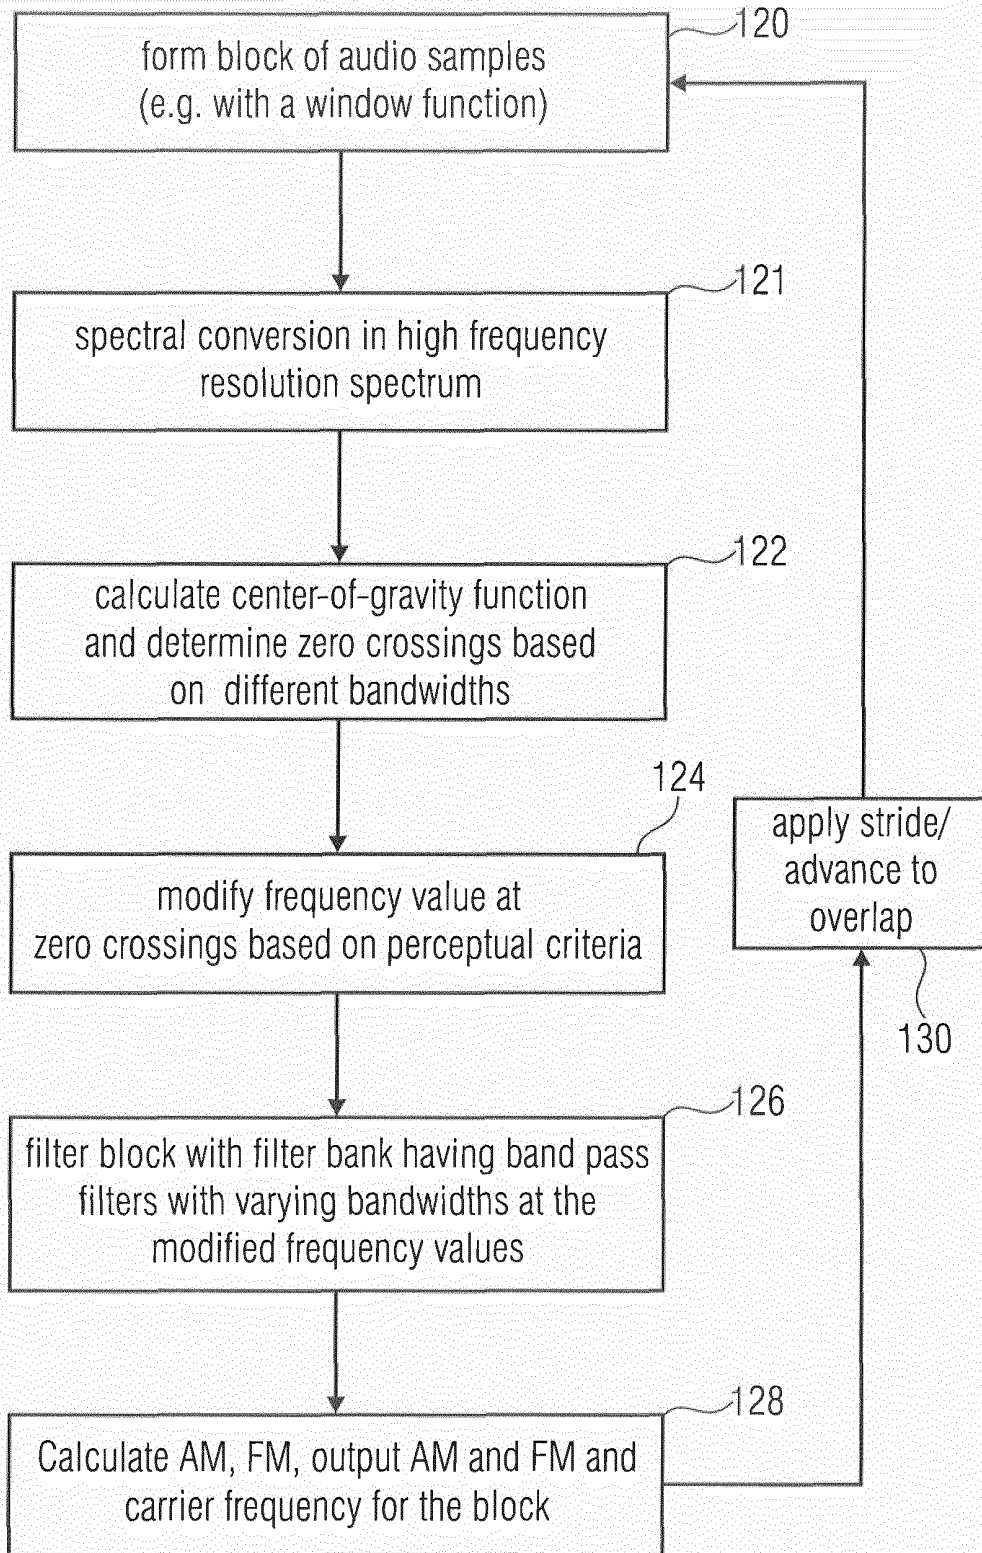 120
form block of audio samples
(e.g. with a window function)
121
spectral conversion in high frequency
resolution spectrum
122
calculate center-of-gravity function
and determine zero crossings based
on different bandwidths
124
modify frequency value at
zero crossings based on perceptual criteria
apply stride/
advance to
overlap
130
126
filter block with filter bank having band pass
filters with varying bandwidths at the
modified frequency values
128
Calculate AM, FM, output AM and FM and
carrier frequency for the block